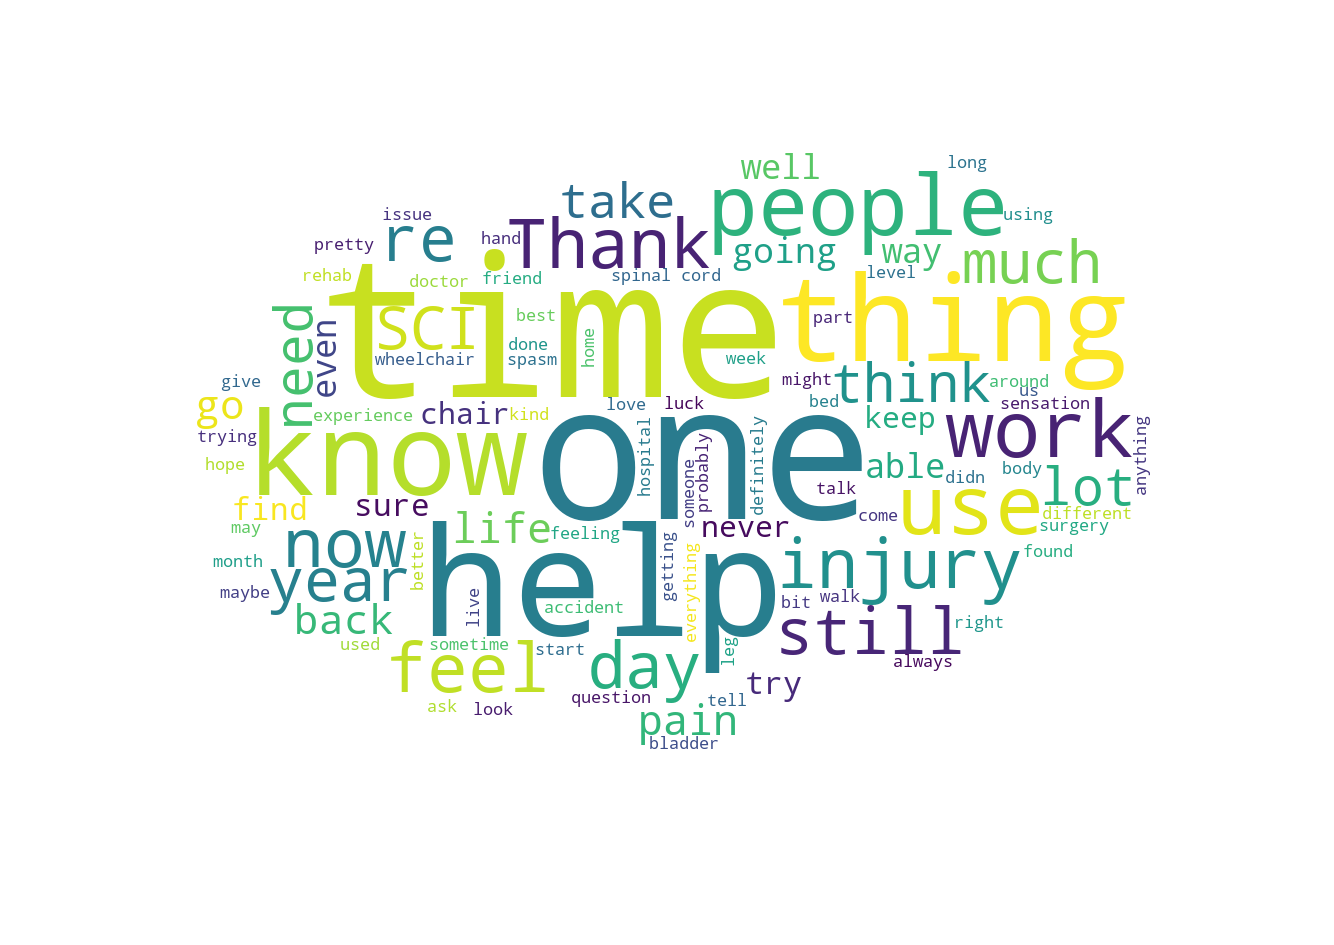 long
well
people
take
using
issue
Thank
re
hand
pretty
going
way
much
time
thing
rehab
doctor
friend
spinal cord
level
SCI
best
part
need
even
home
done
wheelchair
spasm
week
think
might
around
us
give
go
experience
chair
kind
love
luck
bed
keep
sensation
work
trying
know
one
hospital
someone
probably
definitely
able
didn
body
anything
hope
find
sure
talk
use
lot
may
life
feeling
never
come
different
surgery
now
month
better
getting
everything
injury
found
year
maybe
help
live
accident
bit
walk
back
still
right
used
sometime
start
leg
always
feel
day
try
question
tell
ask
look
pain
bladder